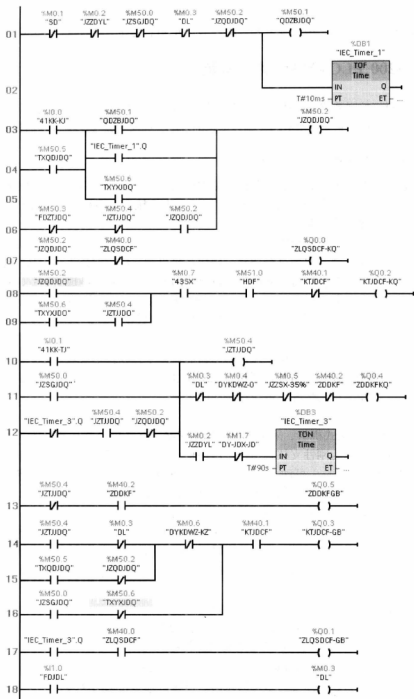 %M0.1 %M0.2 %M50.0 %M0.3 %M50.2 %M50.1
"SD" "JZZDYL" "JZSGJDQ" "DL" "JZQDJDQ" "QDZBJDQ"
01
%DB1
"IEC_Timer_1"
TOF
Time
02
IN Q
T#10ms PT ET ...
%I0.0 %M50.1 %M50.2
"41KK-KJ" "QDZBJDQ" "JZQDJDQ"
03
%M50.5
"TXQDJDQ" "IEC_Timer_1".Q
04
%M50.6
"TXYXJDQ"
05
%M50.3 %M50.4 %M50.2
"FDZTJDQ" "JZTJJDQ" "JZQDJDQ"
06
%M50.2 %M40.0 %Q0.0
"JZQDJDQ" "ZLQSDCF" "ZLQSDCF-KQ"
07
%M50.2 %M0.7 %M51.0 %M40.1 %Q0.2
"JZQDJDQ" "43SX" "HDF" "KTJDCF" "KTJDCF-KQ"
08
%M50.6 %M50.4
"TXYXJDQ" "JZTJJDQ"
09
%I0.1 %M50.4
"41KK-TJ" "JZTJJDQ"
10
%M50.0 %M0.3 %M0.4 %M0.5 %M40.2 %Q0.4
"JZSGJDQ" "DL" "DYKDWZ-0" "JZZSX-35%" "ZDDKF" "ZDDKFKQ"
11
%M50.4 %M50.2 %DB3
"IEC_Timer_3".Q "JZTJJDQ" "JZQDJDQ" "IEC_Timer_3"
12
%M0.2 %M1.7
"JZZDYL" "DY-JDX-JD"
TON
Time
IN Q
T#90s PT ET ...
%M50.4 %M40.2 %Q0.5
"JZTJJDQ" "ZDDKF" "ZDDKFGB"
13
%M50.4 %M0.3 %M0.6 %M40.1 %Q0.3
"JZTJJDQ" "DL" "DYKDWZ-KZ" "KTJDCF" "KTJDCF-GB"
14
%M50.5 %M50.2
"TXQDJDQ" "JZQDJDQ"
15
%M50.0 %M50.6
"JZSGJDQ" "TXYXJDQ"
16
%M40.0 %Q0.1
"IEC_Timer_3".Q "ZLQSDCF" "ZLQSDCF-GB"
17
%I1.0 %M0.3
"FDJDL" "DL"
18